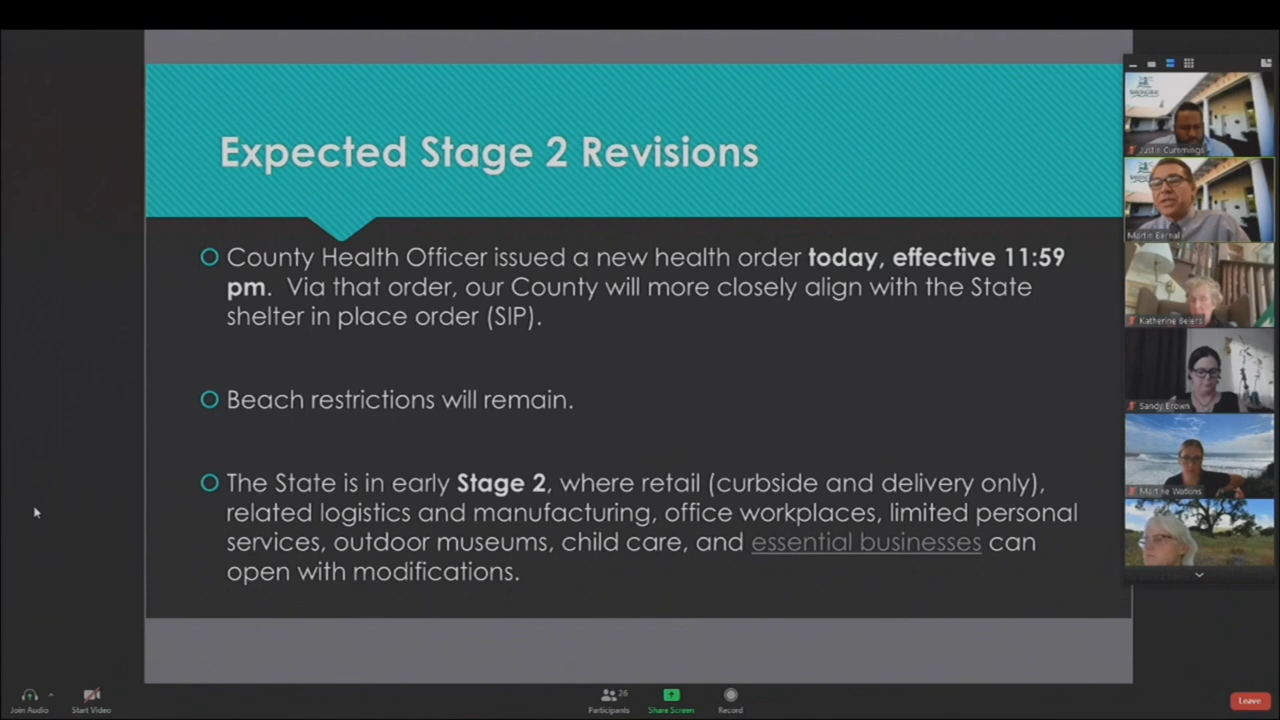 Expected Stage 2 Revisions
County Health Officer issued a new health order today, effective 11:59
pm. Via that order, our County will more closely align with the State
shelter in place order (SIP).
Beach restrictions will remain.
The State is in early Stage 2, where retail (curbside and delivery only),
related logistics and manufacturing, office workplaces, limited personal
services, outdoor museums, child care, and essential businesses can
open with modifications.
Justin Cummings
Martin Bernal
Katherine Beiers
Sandy Brown
Martine Watkins
Join Audio
Start Video
26
Participants
Share Screen
Record
Leave